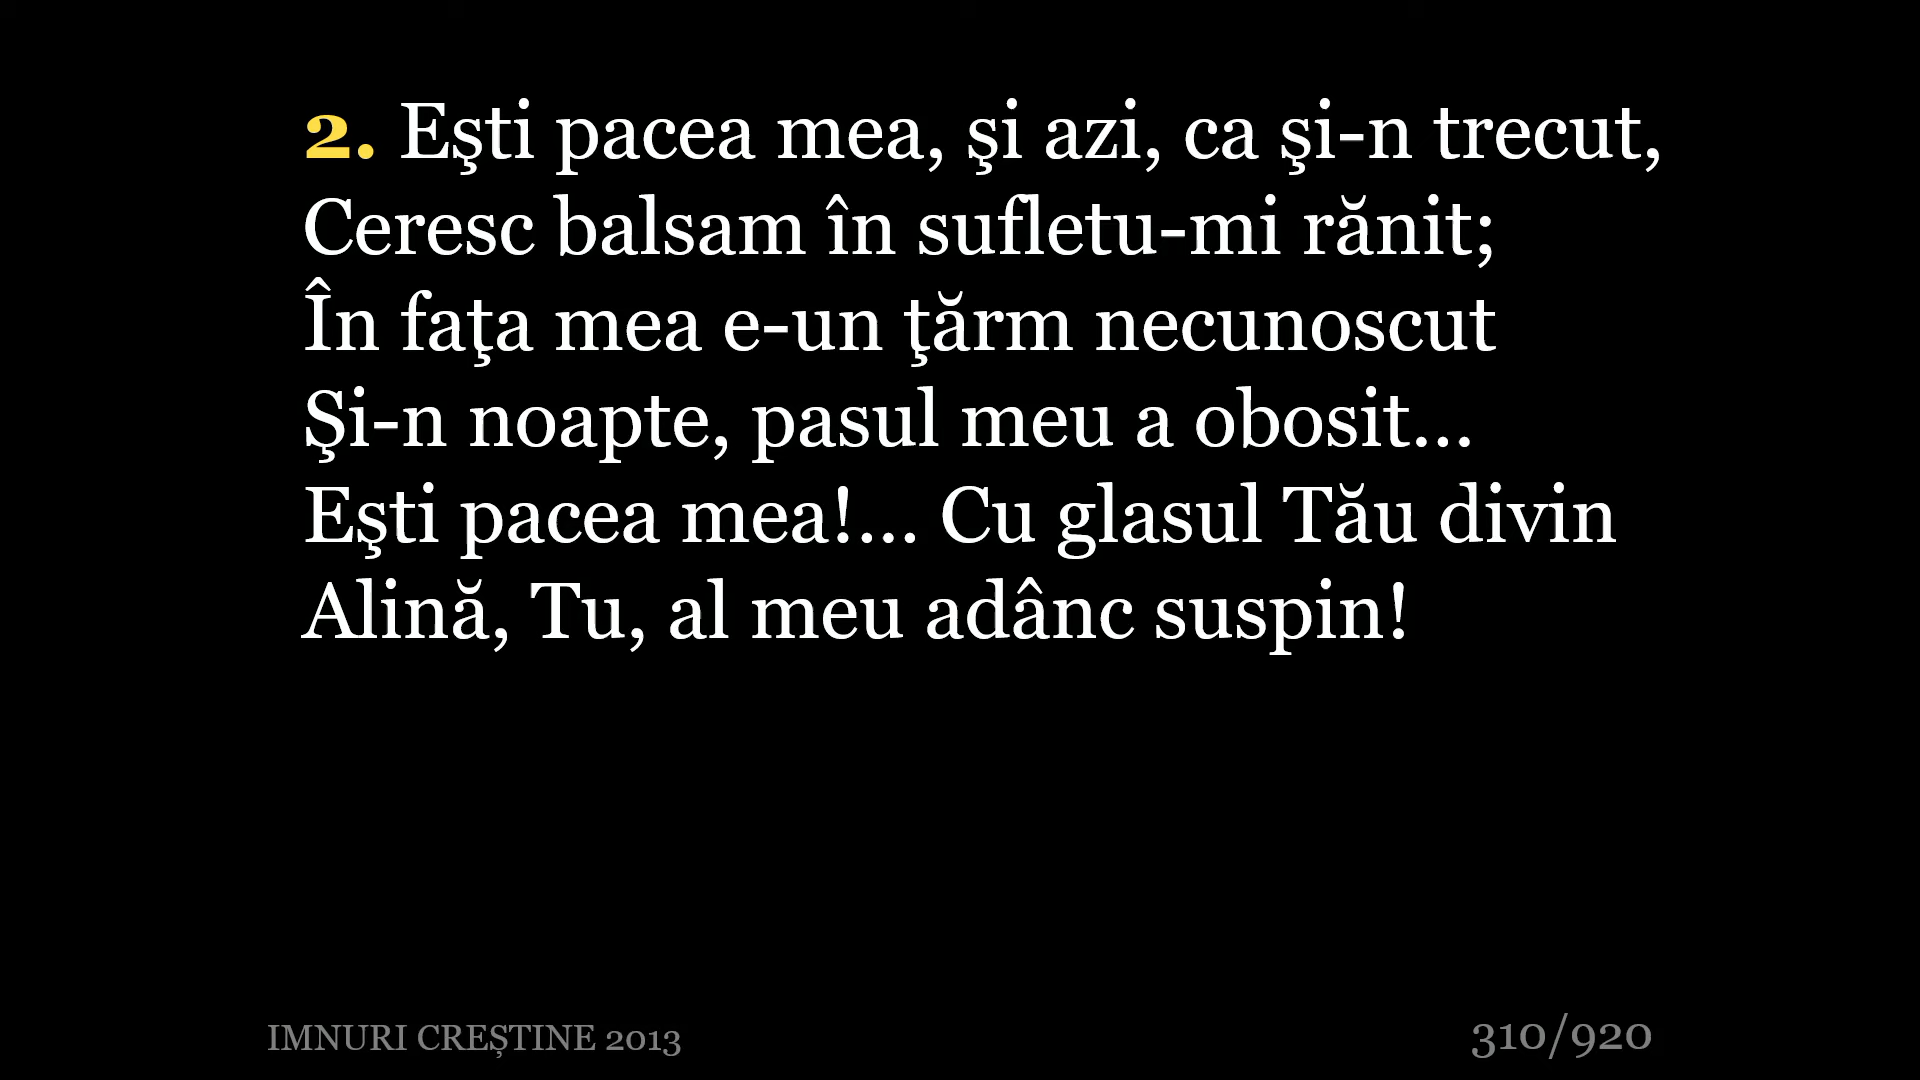 2. Eşti pacea mea, şi azi, ca şi-n trecut,
Ceresc balsam în sufletu-mi rănit;
În faţa mea e-un ţărm necunoscut
Şi-n noapte, pasul meu a obosit...
Eşti pacea mea!... Cu glasul Tău divin
Alină, Tu, al meu adânc suspin!
IMNURI CREȘTINE 2013
310/920